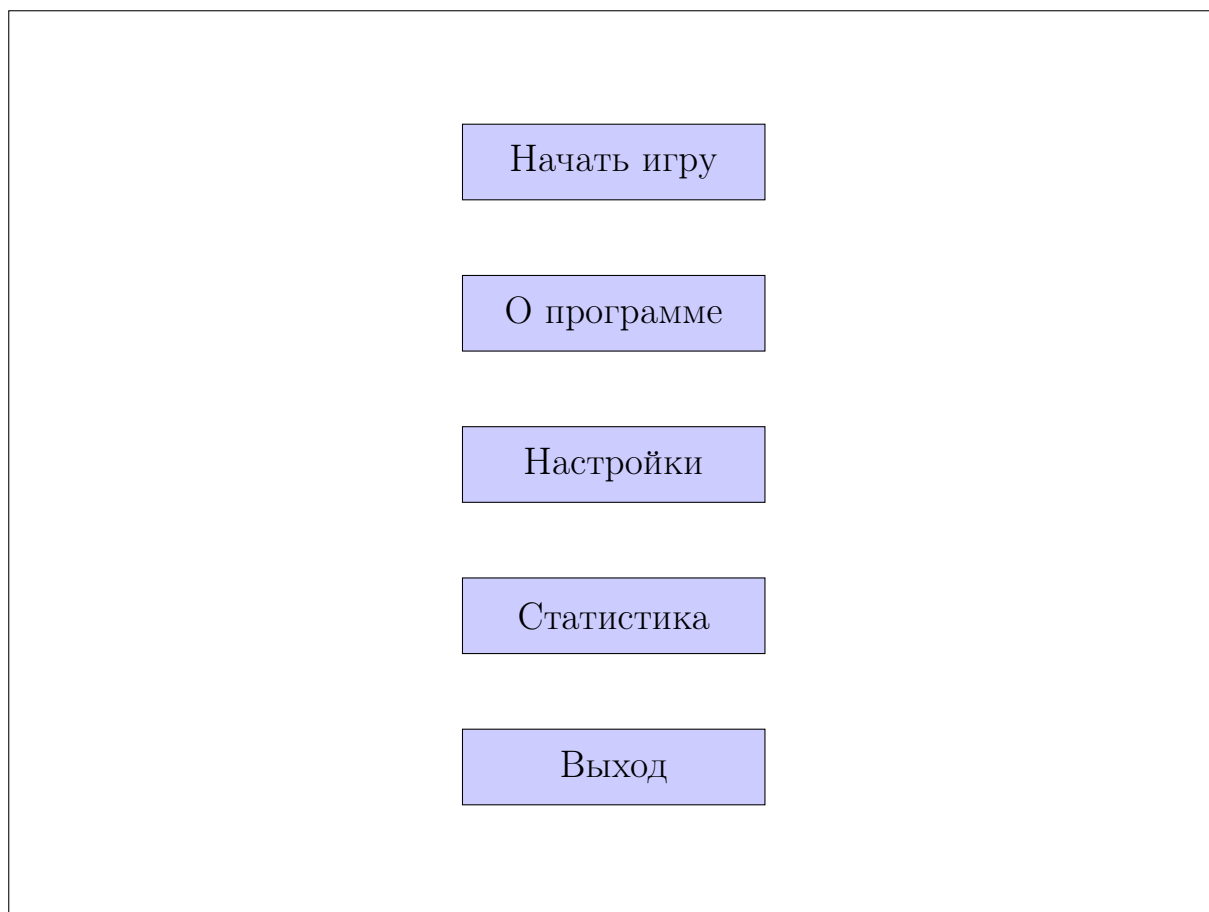 Начать игру
О программе
Настройки
Статистика
Выход